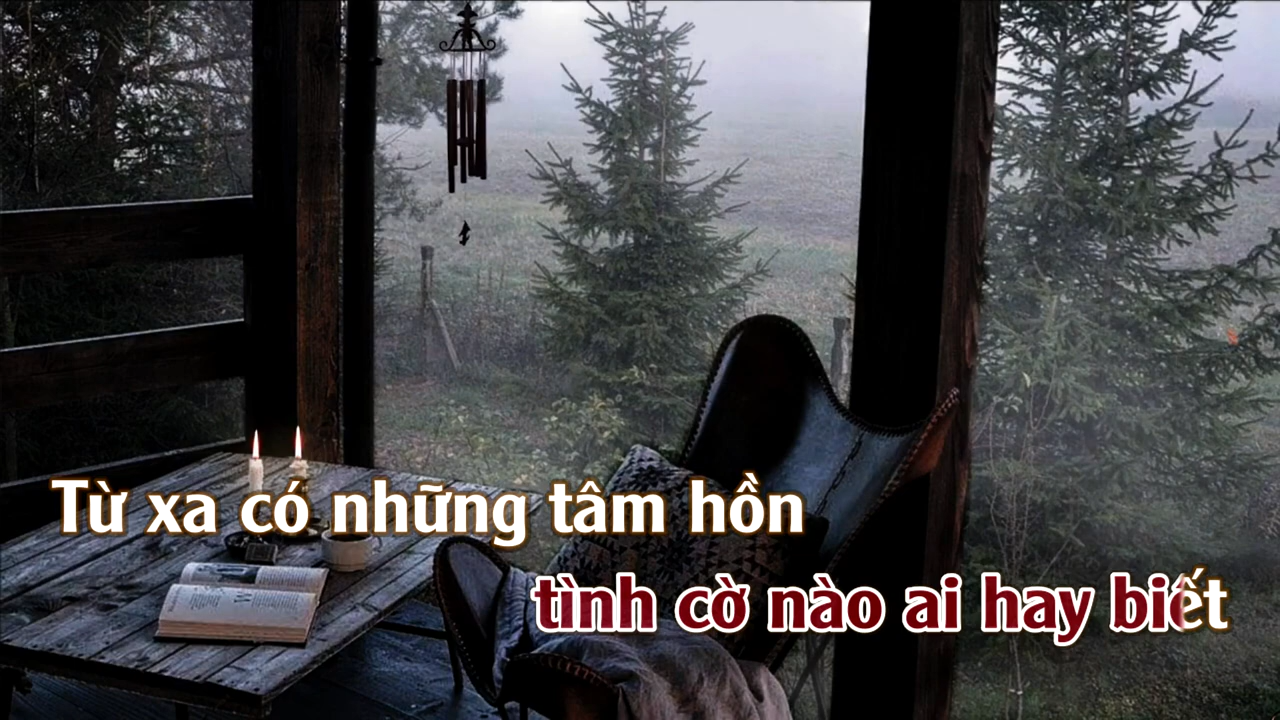 Từ xa có những tâm hồn
tình cờ nào ai hay biết